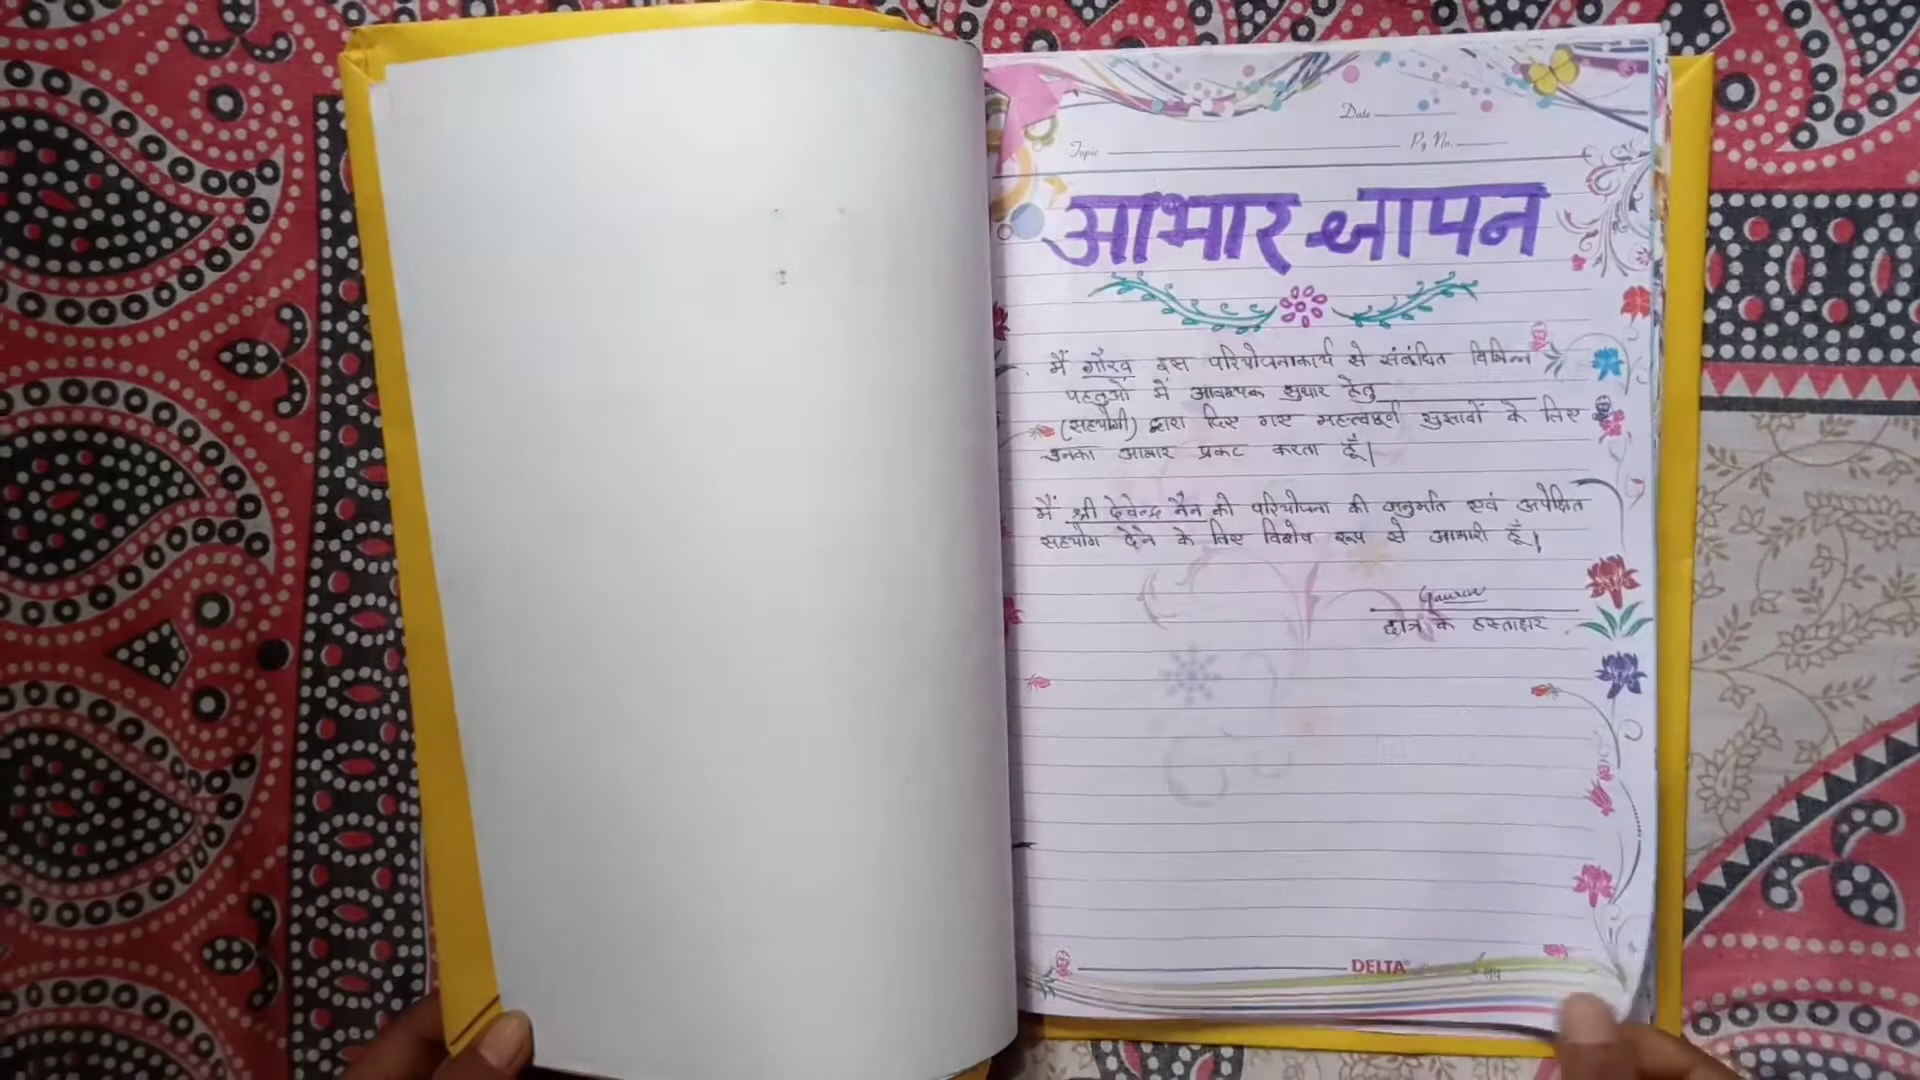 Date
Topic Pg No.
आभार ज्ञापन
मैं गौरव इस परियोजनाकार्य से संबंधित विभिन्न
पहलुओं में आवश्यक सुधार हेतु
(सहयोगी) द्वारा दिए गए महत्वपूर्ण सुझावों के लिए
उनका आभार प्रकट करता हूँ।
मैं श्री देवेन्द्र नैन की परियोजना की अनुमति एवं अपेक्षित
सहयोग देने के लिए विशेष रूप से आभारी हूँ।
Gaurav
छात्र के हस्ताक्षर
DELTA